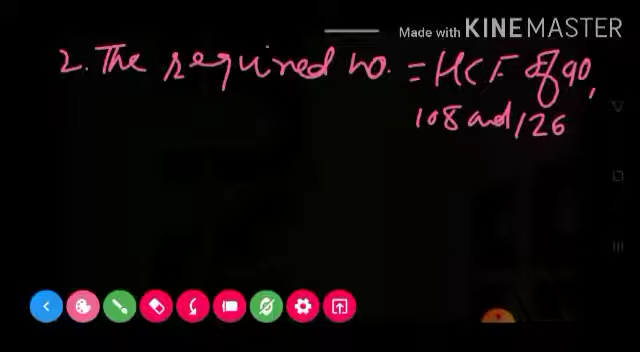 Made with KINEMASTER
2. The required no. = HCF of 90,
108 and 126